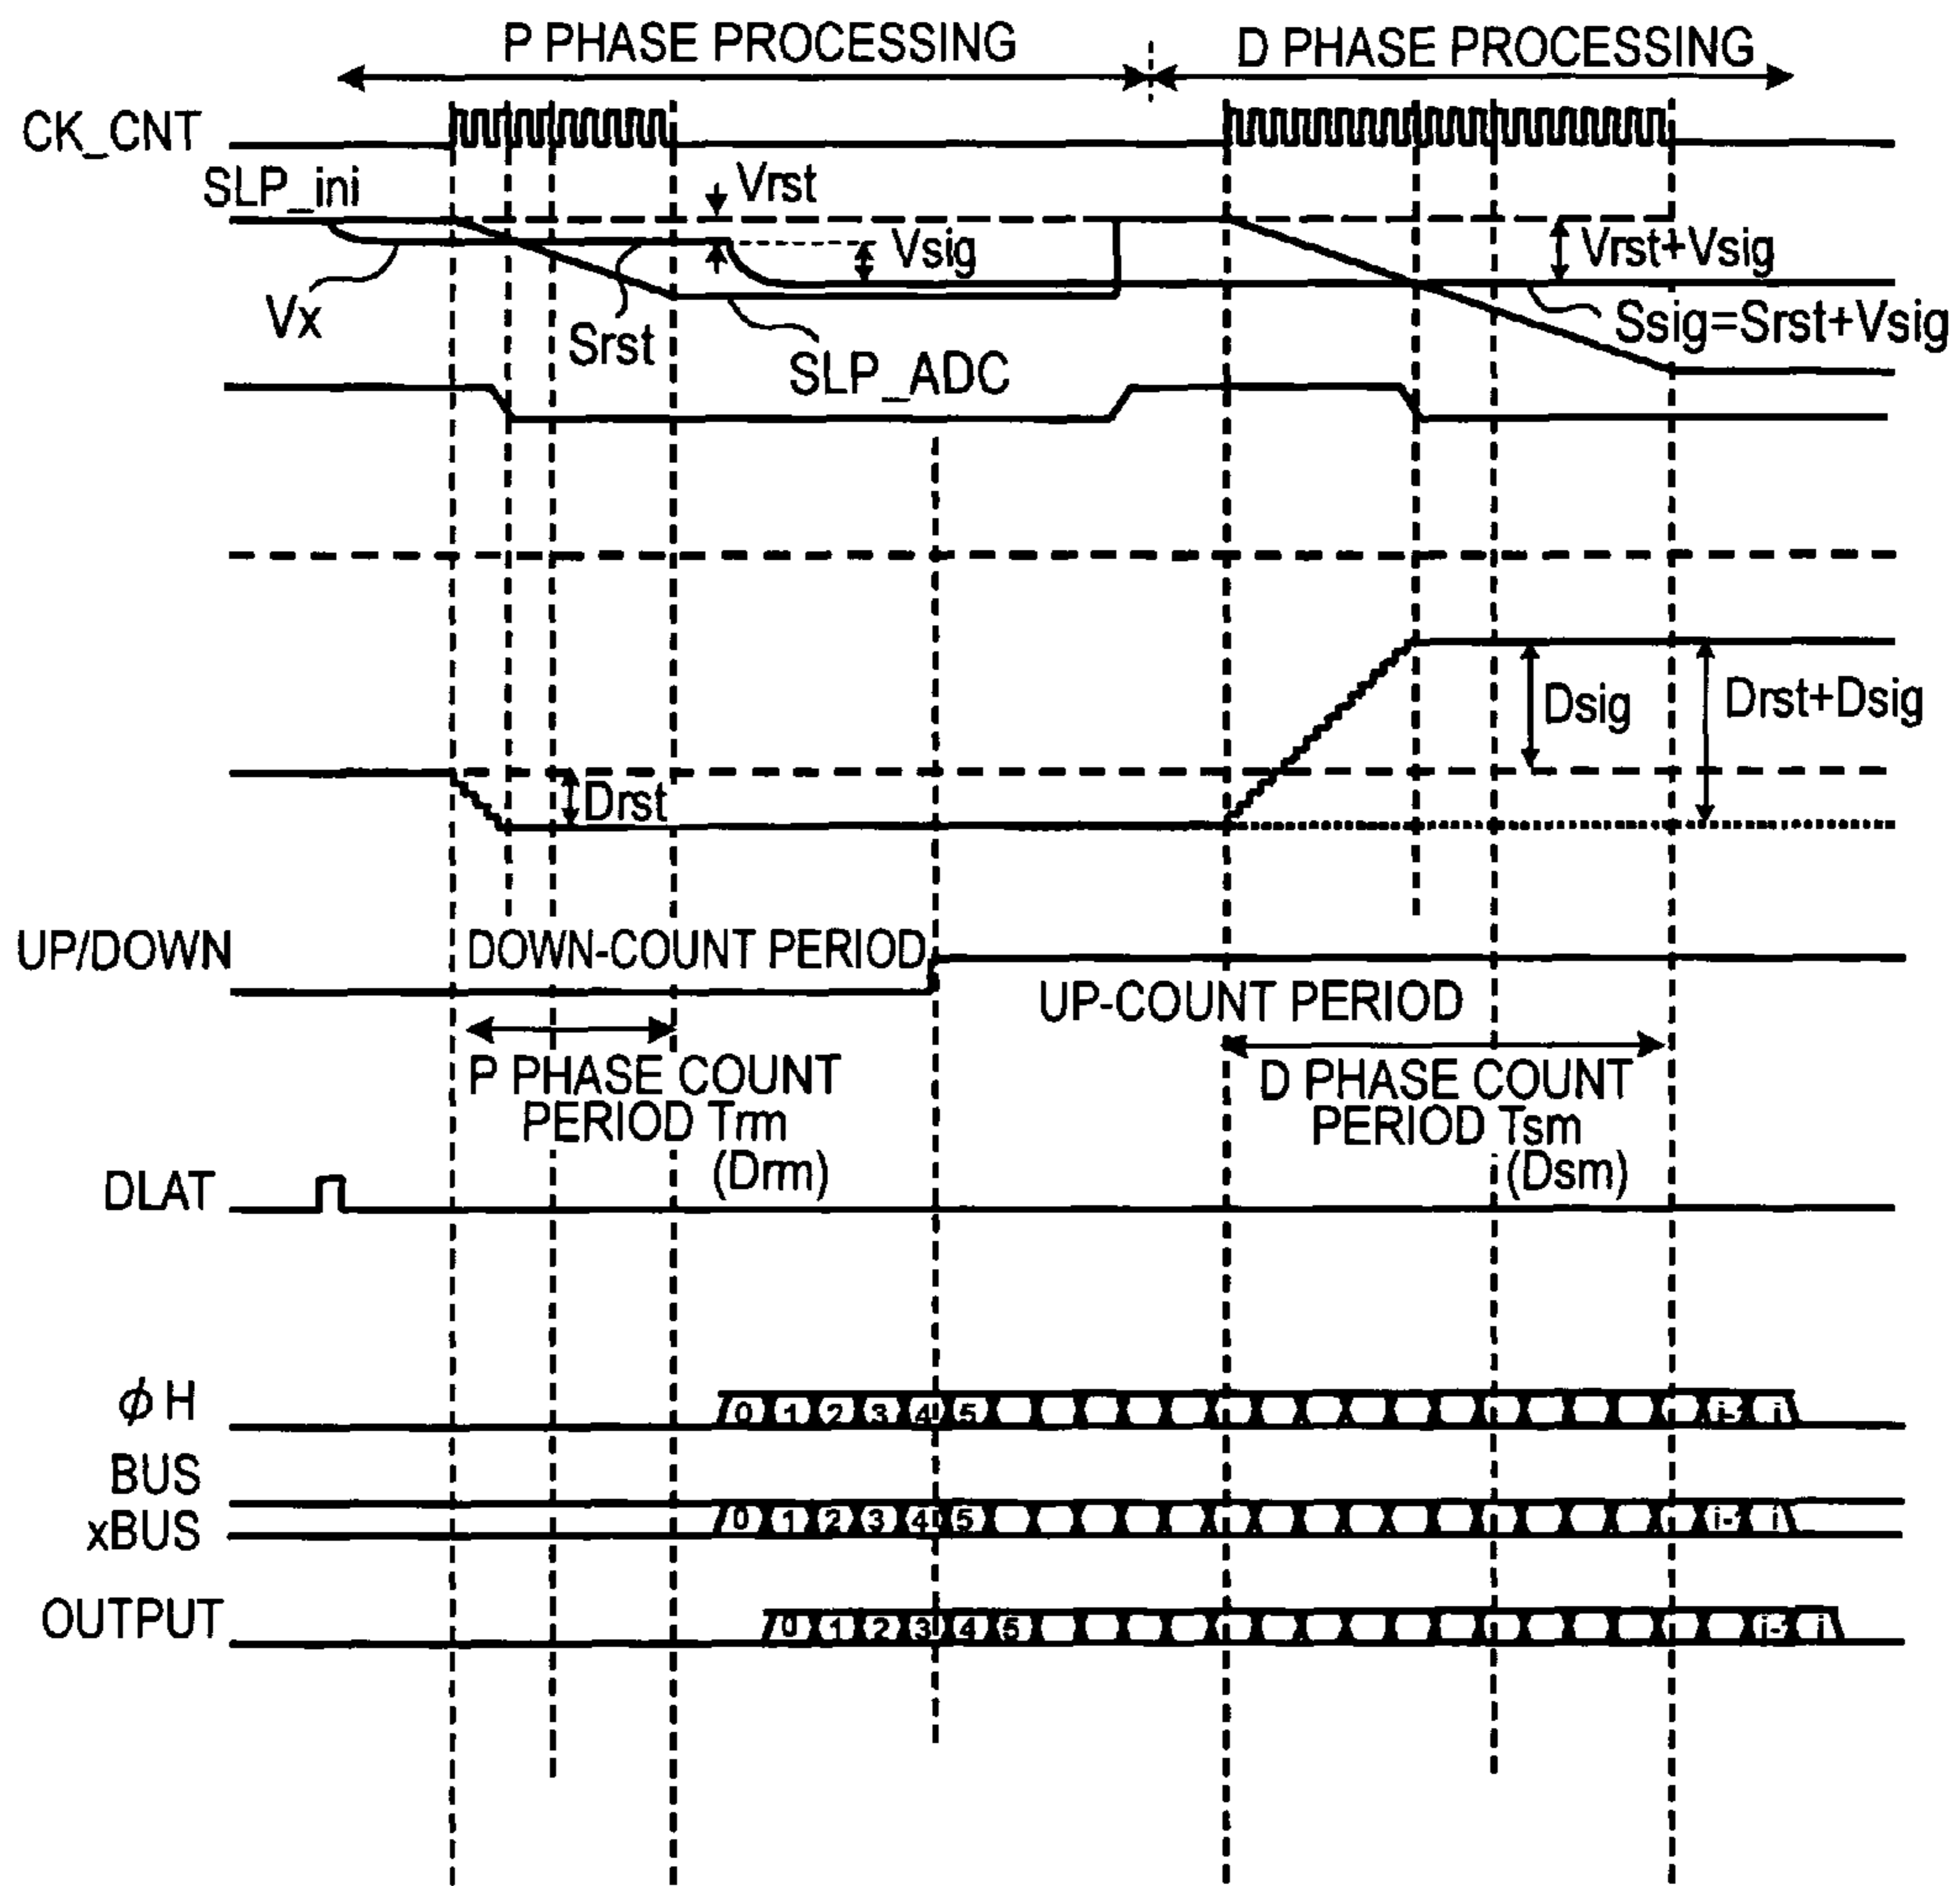 P PHASE PROCESSING
D PHASE PROCESSING
CK_CNT
SLP_ini
Vrst
Vsig
Vrst+Vsig
Vx
Srst
SLP_ADC
Ssig=Srst+Vsig
Dsig
Drst+Dsig
Drst
UP/DOWN
DOWN-COUNT PERIOD
UP-COUNT PERIOD
P PHASE COUNT
PERIOD Trm
(Drm)
D PHASE COUNT
PERIOD Tsm
(Dsm)
DLAT
ϕH
0 1 2 3 4 5 i-1 i
BUS
xBUS
0 1 2 3 4 5 i-1 i
OUTPUT
0 1 2 3 4 5 i-1 i